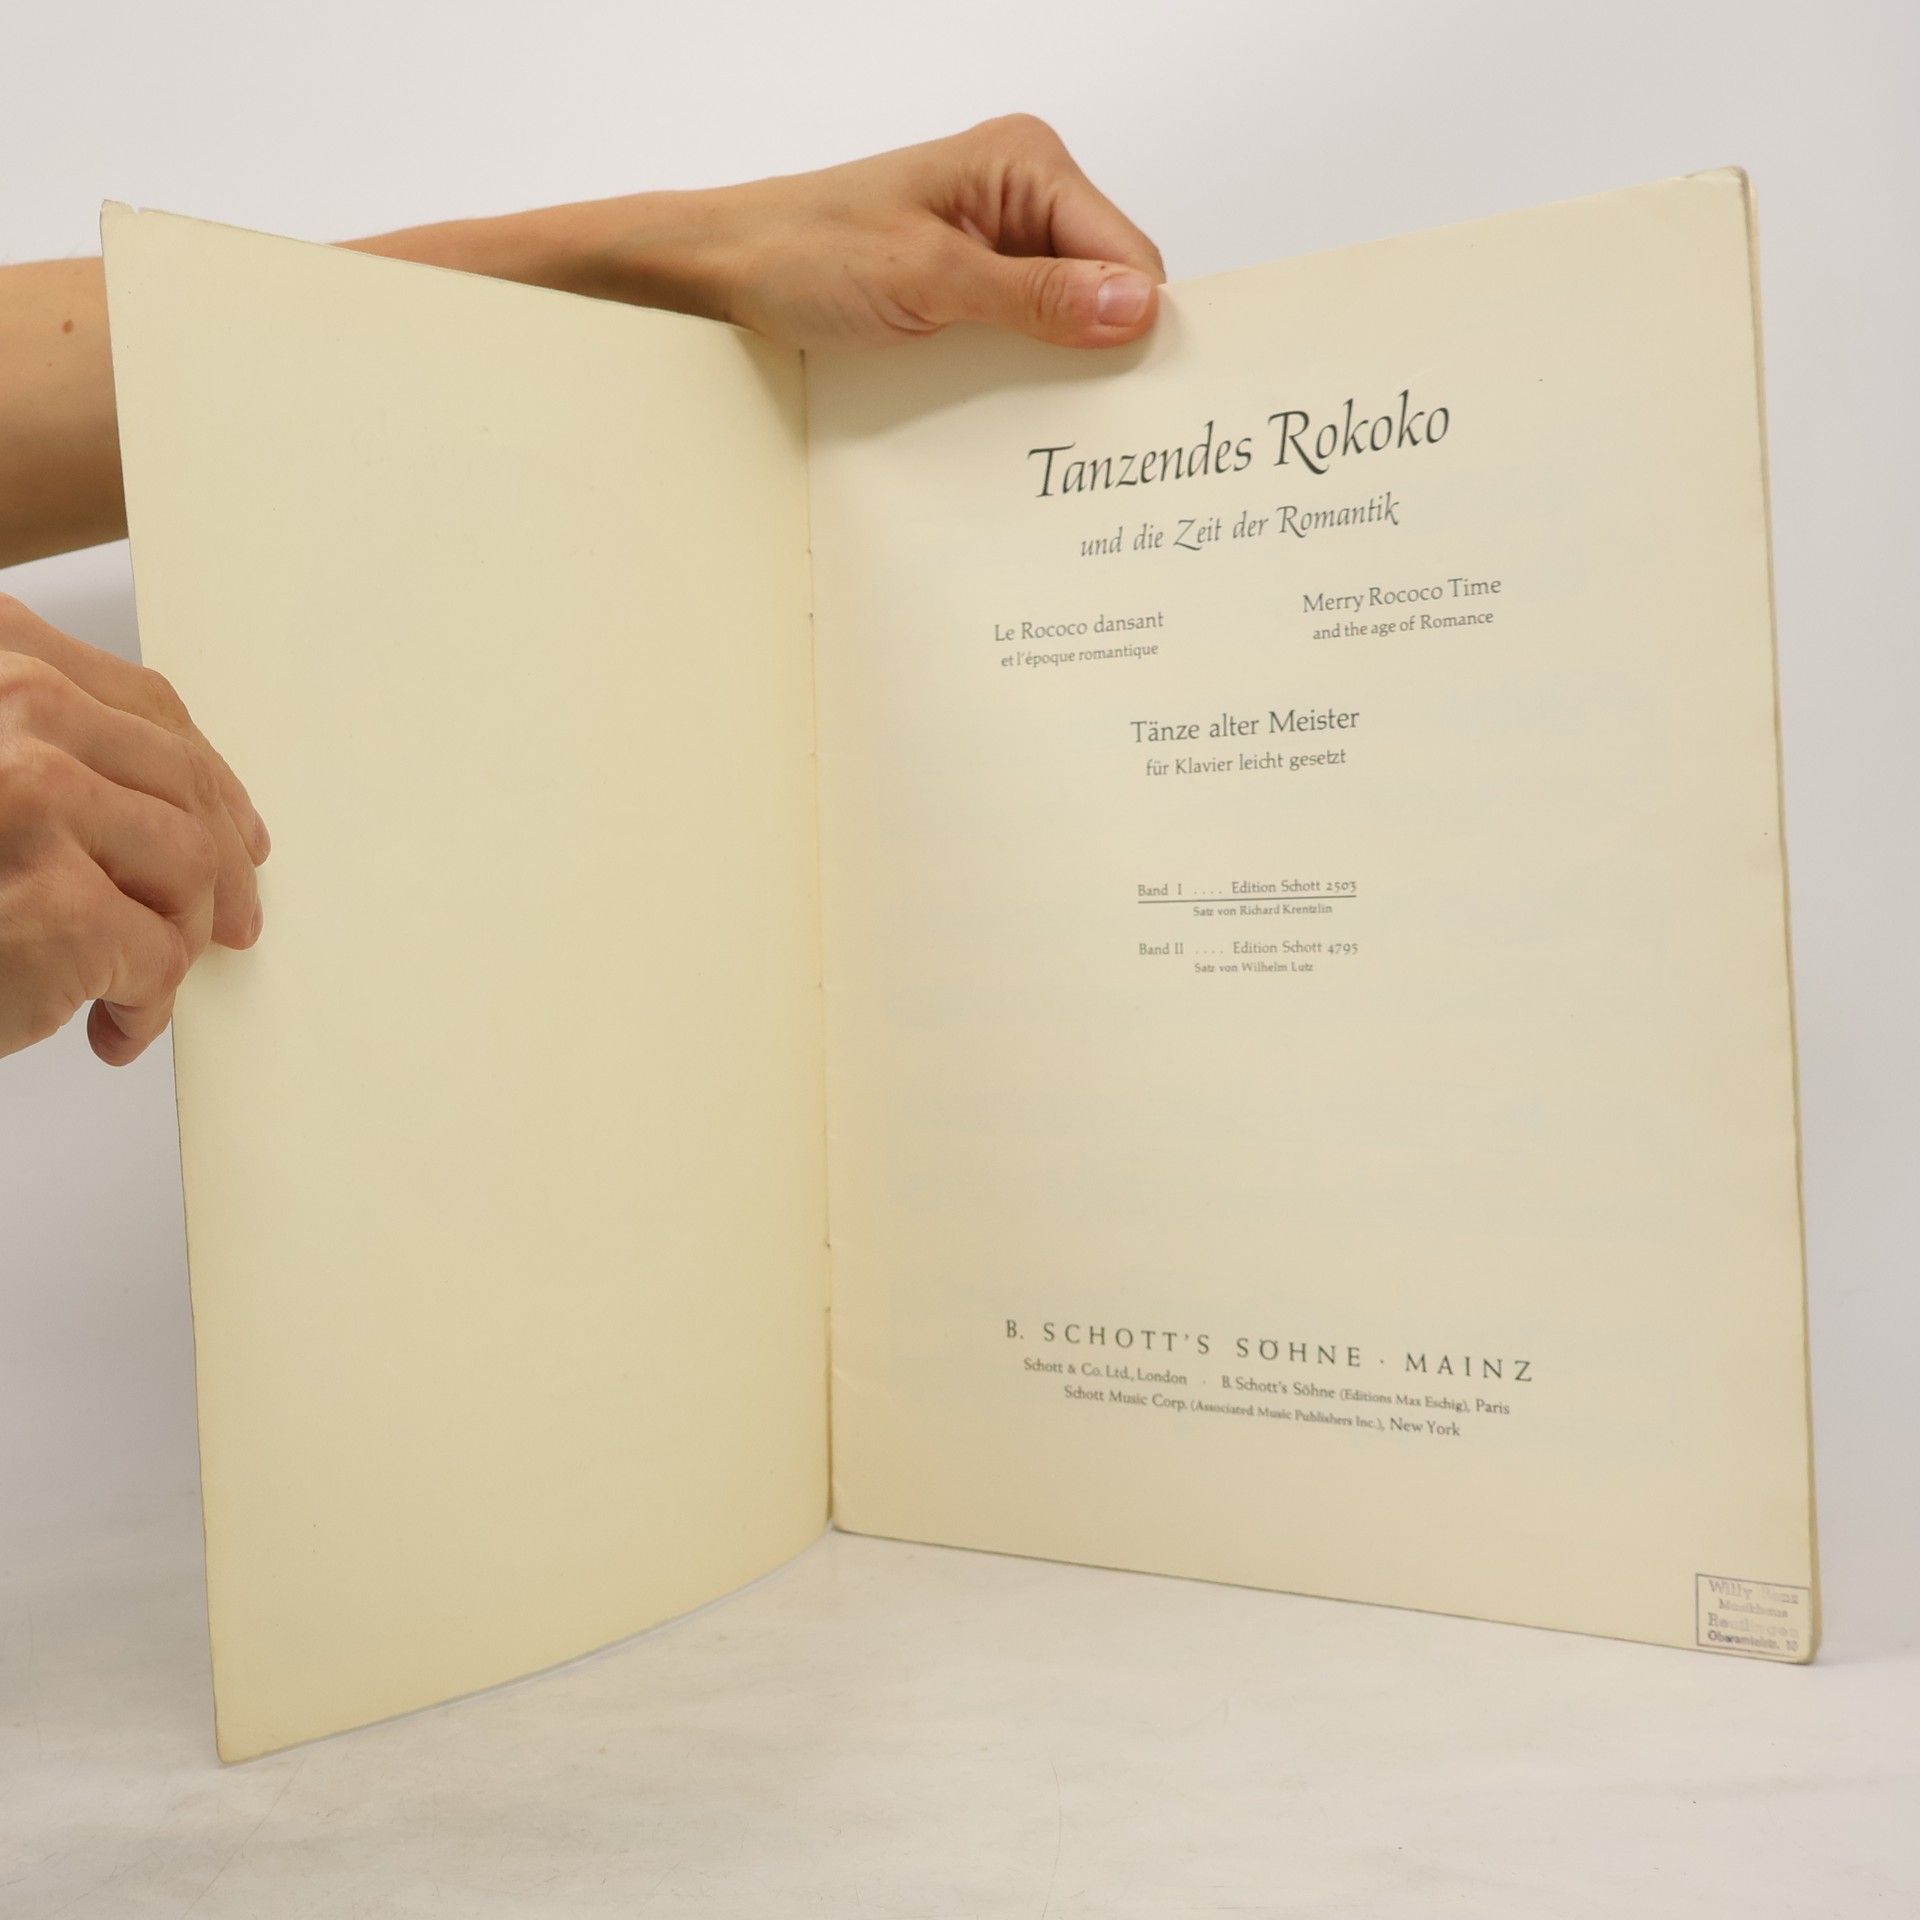 Tanzendes Rokoko
und die Zeit der Romantik
Le Rococo dansant
et l'époque romantique
Merry Rococo Time
and the age of Romance
Tänze alter Meister
für Klavier leicht gesetzt
Band I .... Edition Schott 2503
Satz von Richard Krentzlin
Band II .... Edition Schott 4795
Satz von Wilhelm Lutz
B. SCHOTT'S SÖHNE · MAINZ
Schott & Co. Ltd., London · B. Schott's Söhne (Editions Max Eschig), Paris
Schott Music Corp. (Associated Music Publishers Inc.), New York
Willy
Musikhaus